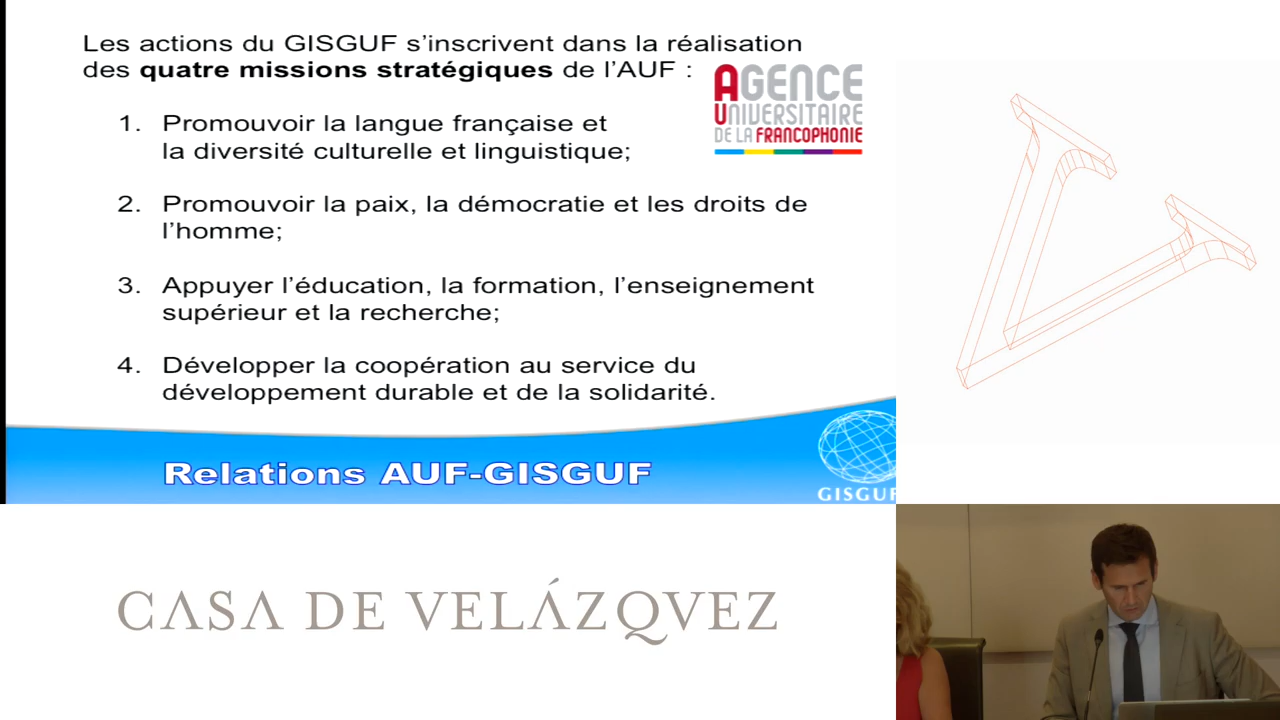 Les actions du GISGUF s’inscrivent dans la réalisation
des quatre missions stratégiques de l’AUF :
AGENCE
UNIVERSITAIRE
DE LA FRANCOPHONIE
1. Promouvoir la langue française et
la diversité culturelle et linguistique;
2. Promouvoir la paix, la démocratie et les droits de
l’homme;
3. Appuyer l’éducation, la formation, l’enseignement
supérieur et la recherche;
4. Développer la coopération au service du
développement durable et de la solidarité.
Relations AUF-GISGUF
GISGUF
CASA DE VELÁZQVEZ